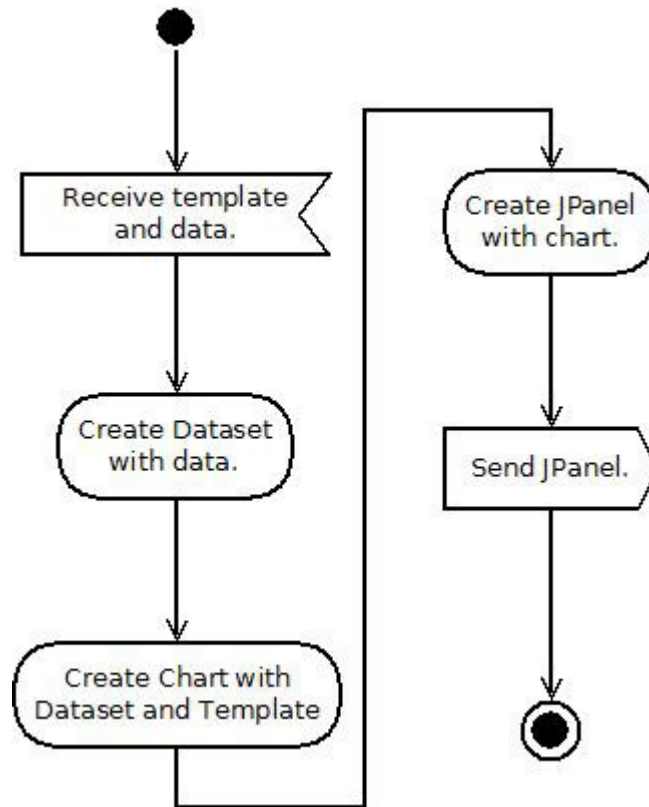 Receive template
and data.
Create Dataset
with data.
Create Chart with
Dataset and Template
Create JPanel
with chart.
Send JPanel.